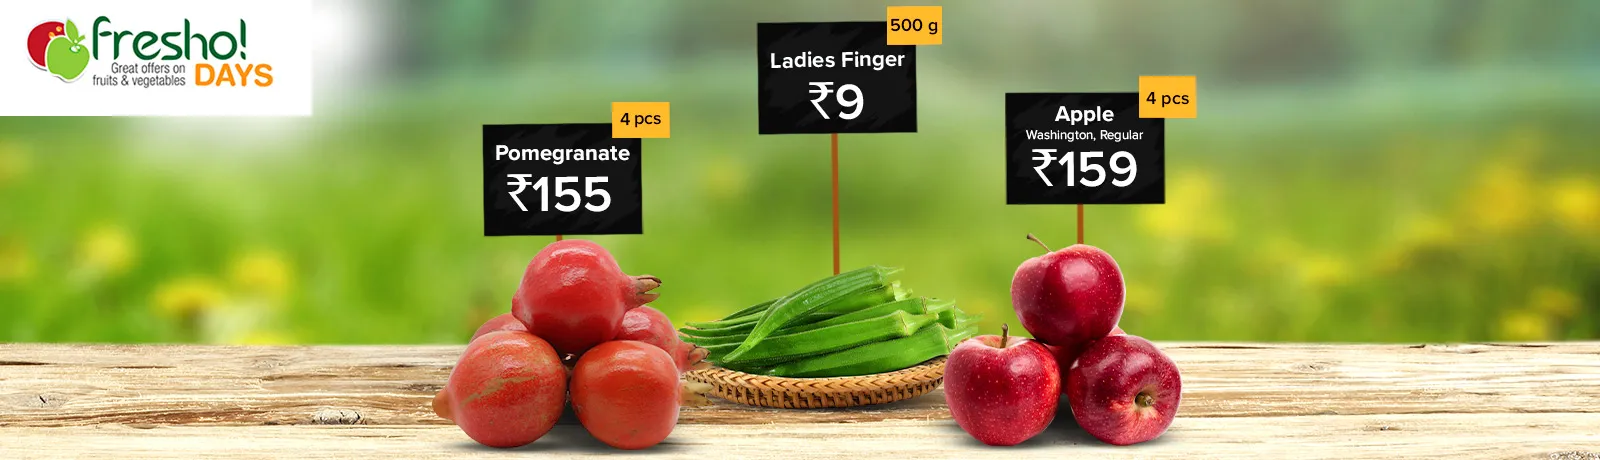 fresho!
Great offers on
fruits & vegetables DAYS
4 pcs
Pomegranate
₹155
500 g
Ladies Finger
₹9
4 pcs
Apple
Washington, Regular
₹159